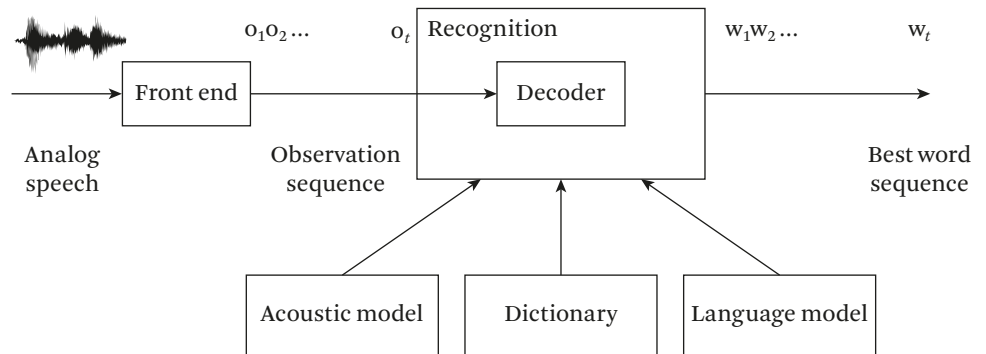 o₁o₂ ... oₜ
Recognition
w₁w₂ ... wₜ
Front end
Decoder
Analog
speech
Observation
sequence
Best word
sequence
Acoustic model
Dictionary
Language model